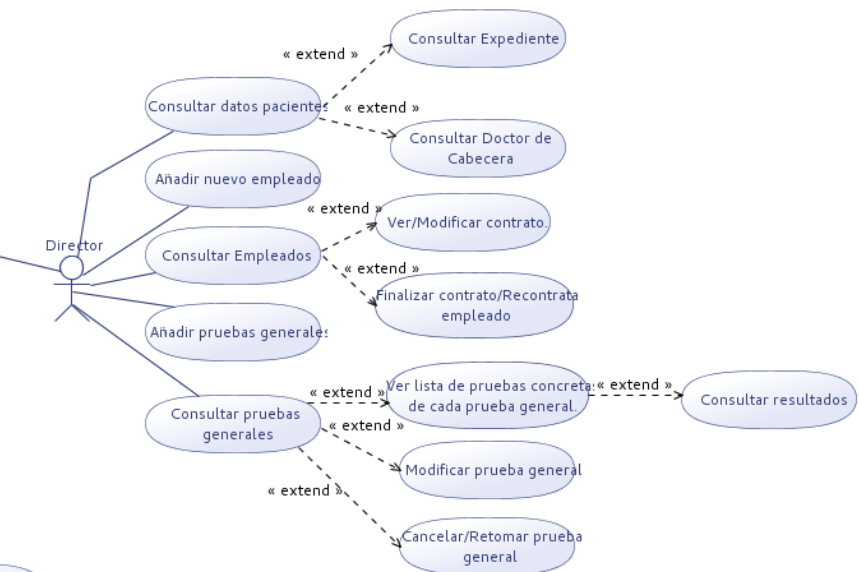 Consultar Expediente
« extend »
Consultar datos pacientes
« extend »
Consultar Doctor de
Cabecera
Añadir nuevo empleado
« extend »
Ver/Modificar contrato.
Director
Consultar Empleados
« extend »
Finalizar contrato/Recontrata
empleado
Añadir pruebas generales
« extend »
Ver lista de pruebas concretas
de cada prueba general.
« extend »
Consultar resultados
Consultar pruebas
generales
« extend »
Modificar prueba general
« extend »
Cancelar/Retomar prueba
general